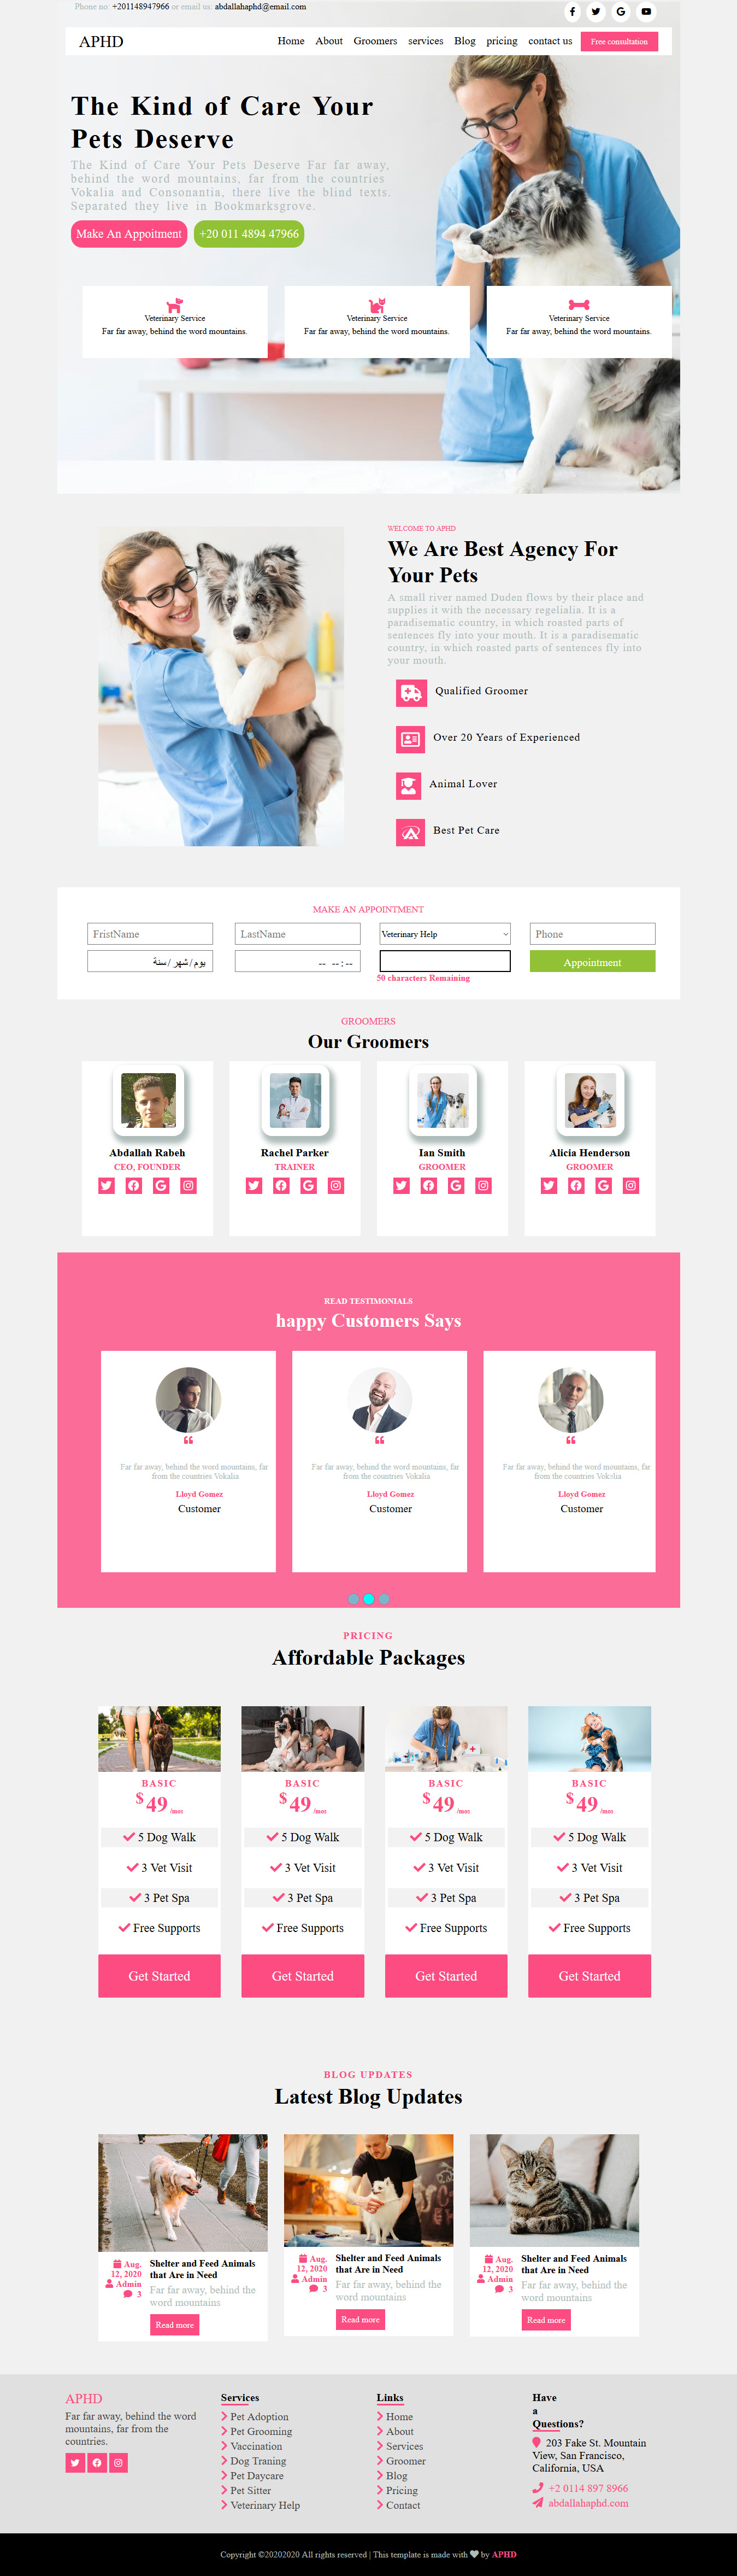 Phone no: +201148947966 or email us: abdallahaphd@email.com
APHD
Home About Groomers services Blog pricing contact us Free consultation
The Kind of Care Your
Pets Deserve
The Kind of Care Your Pets Deserve Far far away,
behind the word mountains, far from the countries
Vokalia and Consonantia, there live the blind texts.
Separated they live in Bookmarksgrove.
Make An Appoitment +20 011 4894 47966
Veterinary Service Veterinary Service Veterinary Service
Far far away, behind the word mountains. Far far away, behind the word mountains. Far far away, behind the word mountains.
WELCOME TO APHD
We Are Best Agency For
Your Pets
A small river named Duden flows by their place and
supplies it with the necessary regelialia. It is a
paradisematic country, in which roasted parts of
sentences fly into your mouth. It is a paradisematic
country, in which roasted parts of sentences fly into
your mouth.
Qualified Groomer
Over 20 Years of Experienced
Animal Lover
Best Pet Care
MAKE AN APPOINTMENT
FristName LastName Veterinary Help Phone
يوم / شهر / سنة -- --:-- Appointment
50 characters Remaining
GROOMERS
Our Groomers
Abdallah Rabeh Rachel Parker Ian Smith Alicia Henderson
CEO, FOUNDER TRAINER GROOMER GROOMER
READ TESTIMONIALS
happy Customers Says
Far far away, behind the word mountains, far Far far away, behind the word mountains, far Far far away, behind the word mountains, far
from the countries Vokalia from the countries Vokalia from the countries Vokalia
Lloyd Gomez Lloyd Gomez Lloyd Gomez
Customer Customer Customer
PRICING
Affordable Packages
BASIC BASIC BASIC BASIC
$49 /mos $49 /mos $49 /mos $49 /mos
5 Dog Walk 5 Dog Walk 5 Dog Walk 5 Dog Walk
3 Vet Visit 3 Vet Visit 3 Vet Visit 3 Vet Visit
3 Pet Spa 3 Pet Spa 3 Pet Spa 3 Pet Spa
Free Supports Free Supports Free Supports Free Supports
Get Started Get Started Get Started Get Started
BLOG UPDATES
Latest Blog Updates
Aug. 12, 2020
Admin
3
Shelter and Feed Animals
that Are in Need
Far far away, behind the
word mountains
Read more
Aug. 12, 2020
Admin
3
Shelter and Feed Animals
that Are in Need
Far far away, behind the
word mountains
Read more
Aug. 12, 2020
Admin
3
Shelter and Feed Animals
that Are in Need
Far far away, behind the
word mountains
Read more
APHD
Far far away, behind the word
mountains, far from the
countries.
Services
Pet Adoption
Pet Grooming
Vaccination
Dog Traning
Pet Daycare
Pet Sitter
Veterinary Help
Links
Home
About
Services
Groomer
Blog
Pricing
Contact
Have
a
Questions?
203 Fake St. Mountain
View, San Francisco,
California, USA
+2 0114 897 8966
abdallahaphd.com
Copyright ©20202020 All rights reserved | This template is made with by APHD